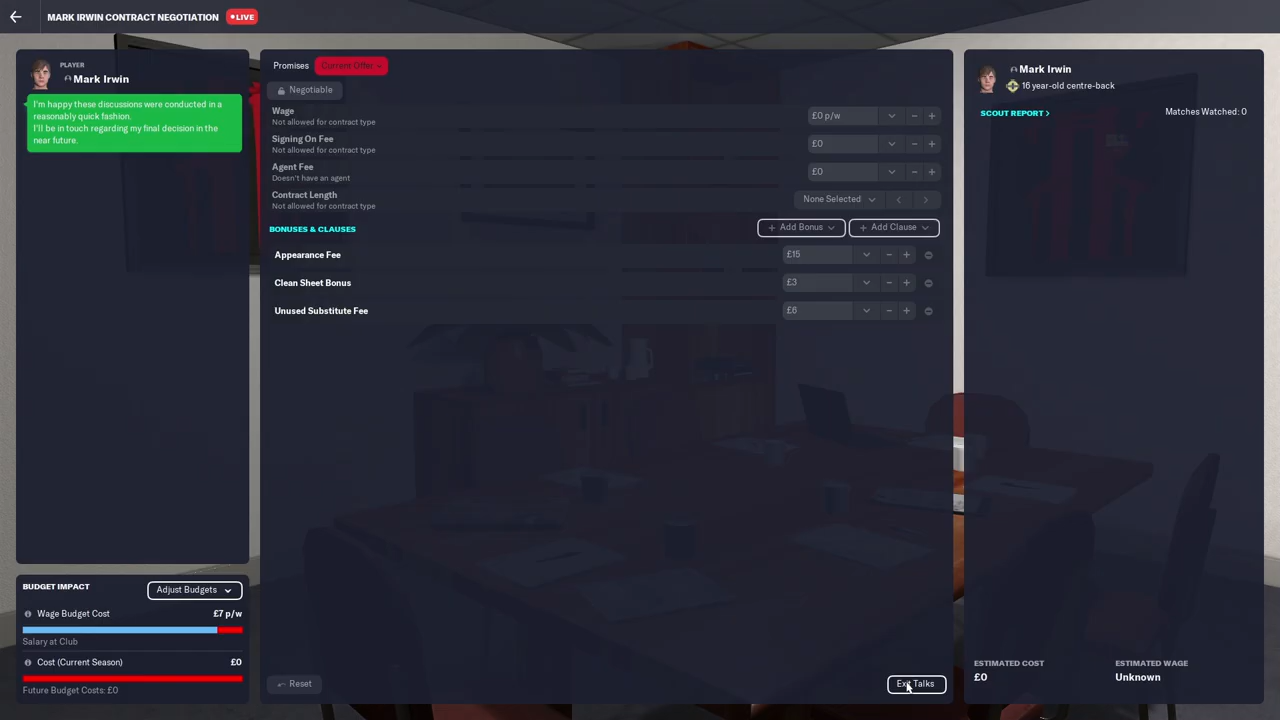 MARK IRWIN CONTRACT NEGOTIATION
LIVE
PLAYER
Mark Irwin
I'm happy these discussions were conducted in a
reasonably quick fashion.
I'll be in touch regarding my final decision in the
near future.
BUDGET IMPACT
Adjust Budgets
Wage Budget Cost
£7 p/w
Salary at Club
Cost (Current Season)
£0
Future Budget Costs: £0
Promises
Current Offer
Negotiable
Wage
Not allowed for contract type
£0 p/w
Signing On Fee
Not allowed for contract type
£0
Agent Fee
Doesn't have an agent
£0
Contract Length
Not allowed for contract type
None Selected
BONUSES & CLAUSES
Add Bonus
Add Clause
Appearance Fee
£15
Clean Sheet Bonus
£3
Unused Substitute Fee
£6
Reset
Exit Talks
Mark Irwin
16 year-old centre-back
SCOUT REPORT >
Matches Watched: 0
ESTIMATED COST
£0
ESTIMATED WAGE
Unknown